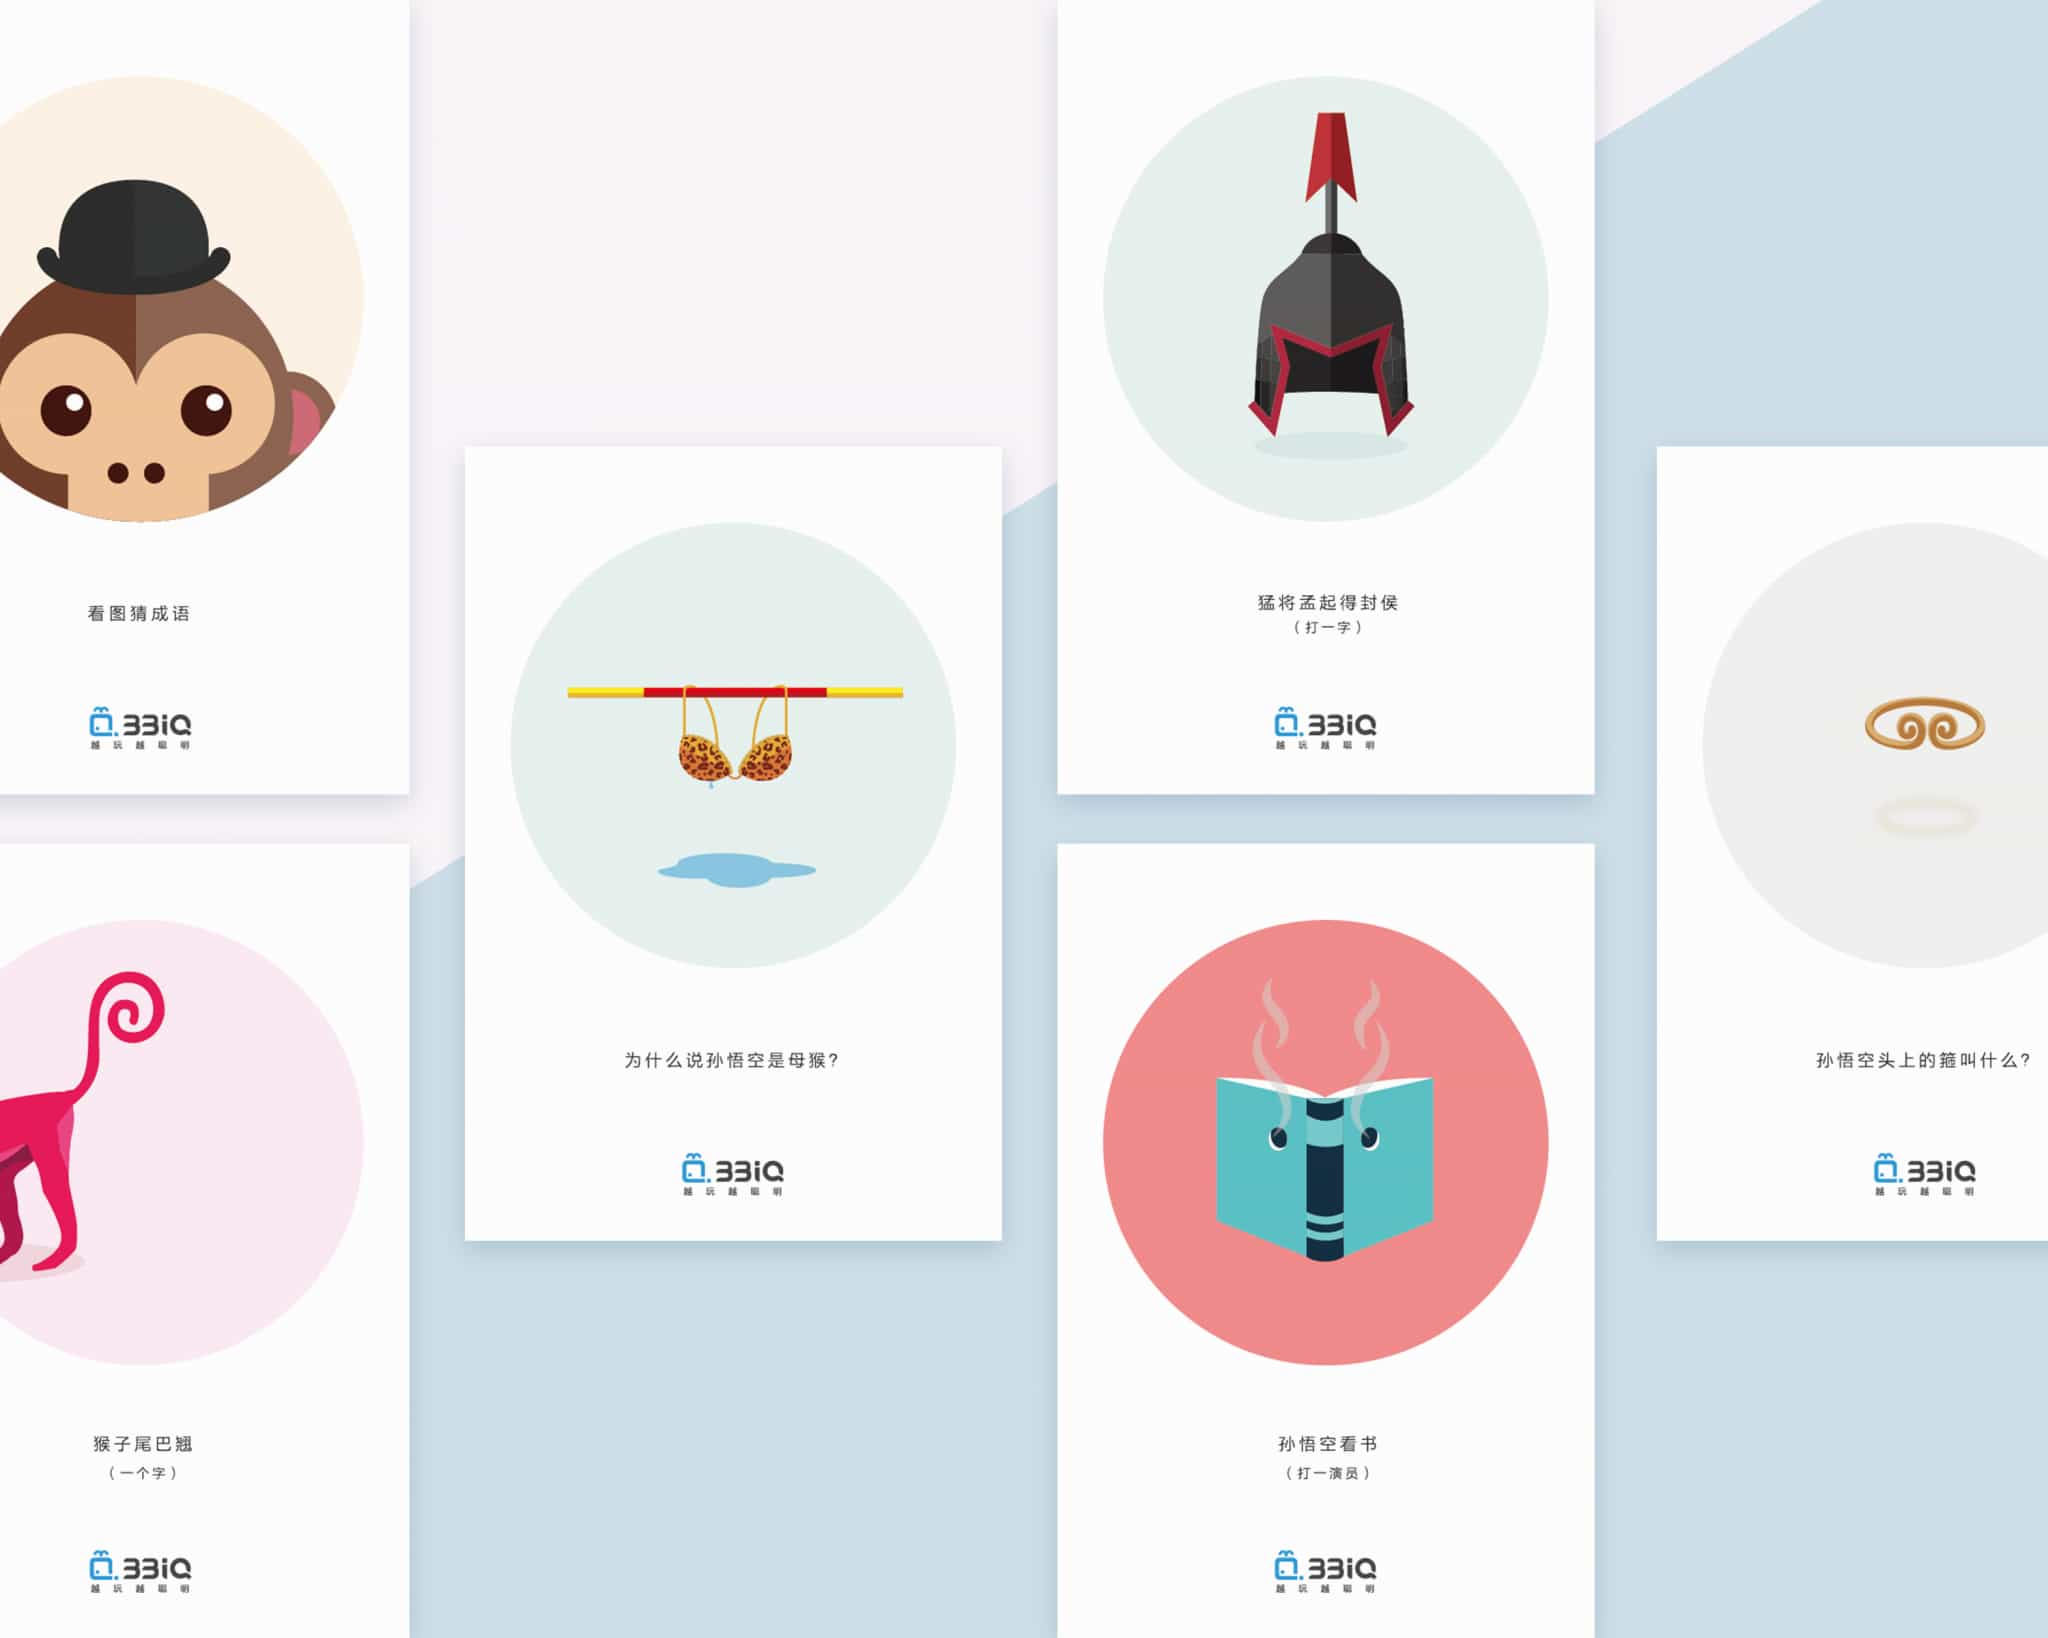 看图猜成语
33iQ
越玩越聪明
猴子尾巴翘
（一个字）
33iQ
越玩越聪明
为什么说孙悟空是母猴？
33iQ
越玩越聪明
猛将孟起得封侯
（打一字）
33iQ
越玩越聪明
孙悟空看书
（打一演员）
33iQ
越玩越聪明
孙悟空头上的箍叫什么？
33iQ
越玩越聪明